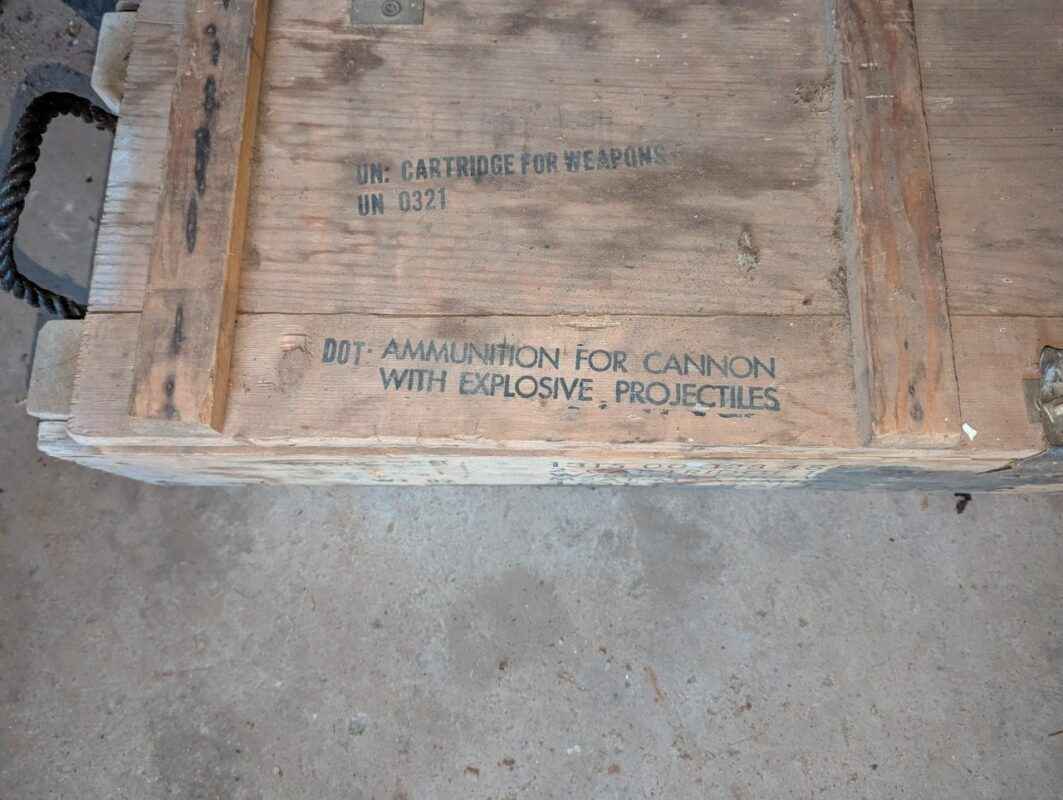 UN: CARTRIDGE FOR WEAPONS
UN 0321
DOT- AMMUNITION FOR CANNON
WITH EXPLOSIVE PROJECTILES